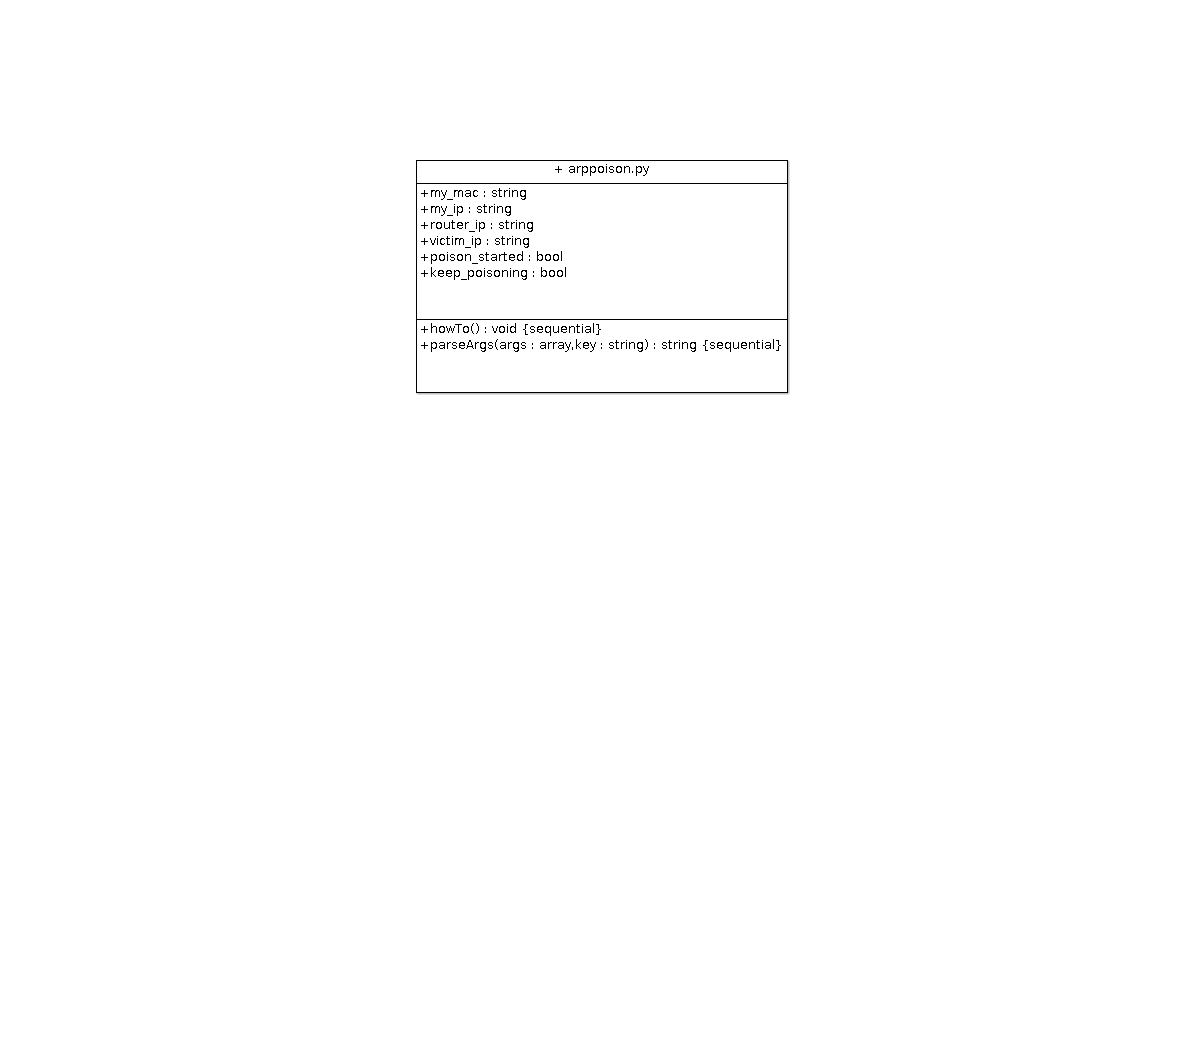 + arppoison.py
+my_mac : string
+my_ip : string
+router_ip : string
+victim_ip : string
+poison_started : bool
+keep_poisoning : bool
+howTo() : void {sequential}
+parseArgs(args : array,key : string) : string {sequential}